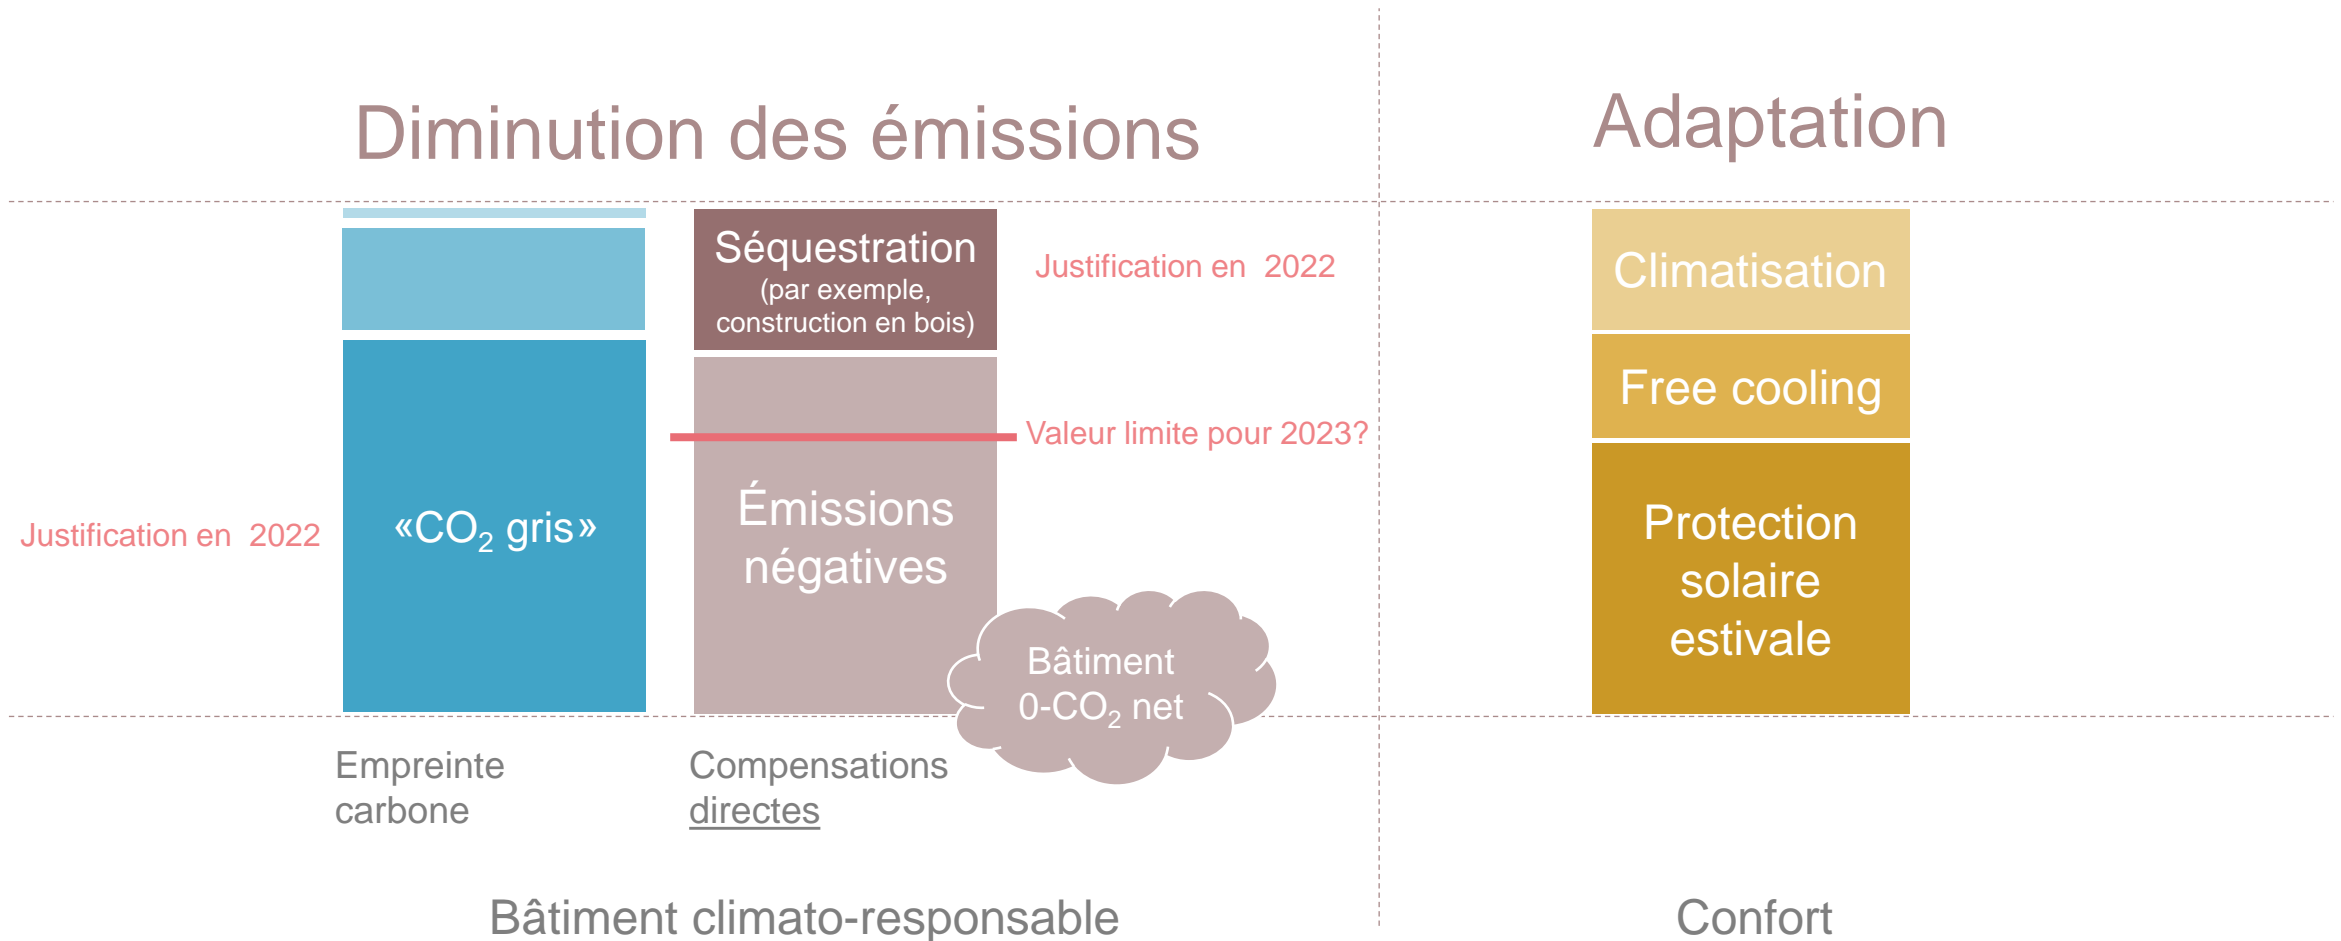 Diminution des émissions
Adaptation
Justification en  2022
«CO₂ gris»
Séquestration
(par exemple,
construction en bois)
Justification en  2022
Valeur limite pour 2023?
Émissions
négatives
Bâtiment
0-CO₂ net
Climatisation
Free cooling
Protection
solaire
estivale
Empreinte
carbone
Compensations
directes
Bâtiment climato-responsable
Confort